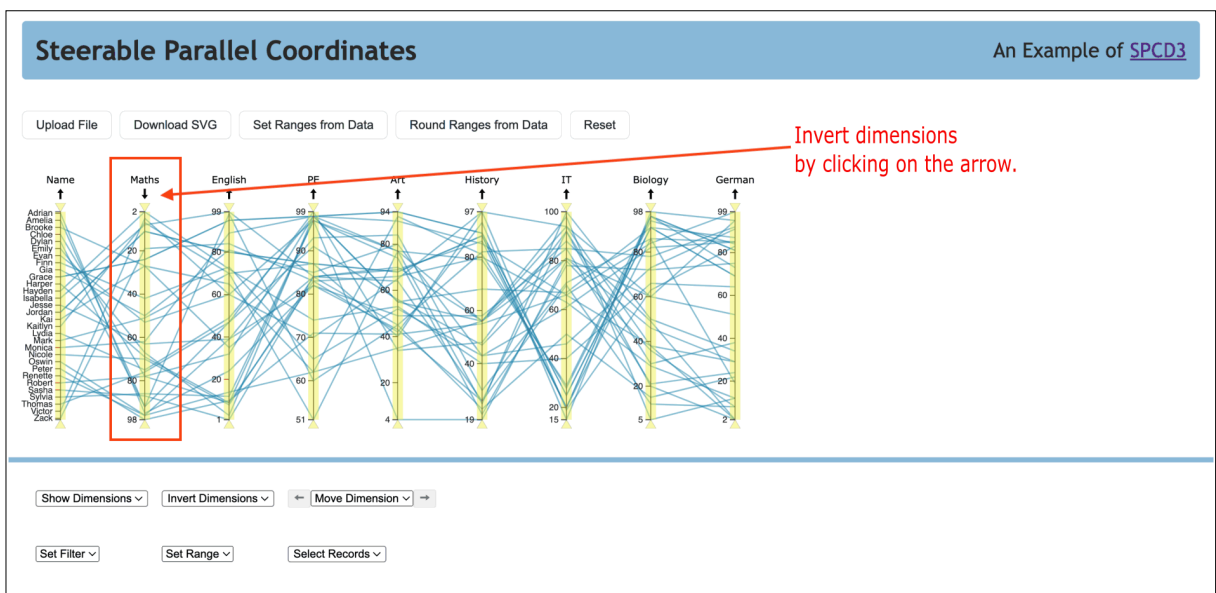 Steerable Parallel Coordinates
An Example of SPCD3
Upload File
Download SVG
Set Ranges from Data
Round Ranges from Data
Reset
Invert dimensions
by clicking on the arrow.
Name
Maths
English
PE
Art
History
IT
Biology
German
Adrian
Amelia
Brooke
Chloe
Dylan
Emily
Evan
Finn
Gia
Grace
Harper
Hayden
Isabella
Jesse
Jordan
Kai
Kaitlyn
Lydia
Mark
Monica
Nicole
Oswin
Peter
Renette
Robert
Sasha
Sylvia
Thomas
Victor
Zack
2
20
40
60
80
98
99
80
60
40
20
1
99
90
80
70
60
51
94
80
60
40
20
4
97
80
60
40
19
100
80
60
40
20
15
98
80
60
40
20
5
99
80
60
40
20
2
Show Dimensions
Invert Dimensions
← Move Dimension →
Set Filter
Set Range
Select Records